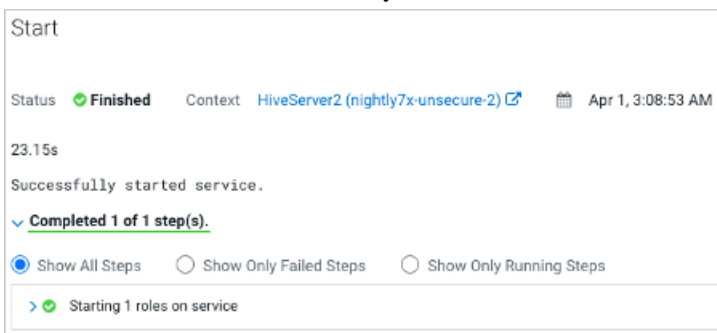 Start
Status Finished Context HiveServer2 (nightly7x-unsecure-2) Apr 1, 3:08:53 AM
23.15s
Successfully started service.
Completed 1 of 1 step(s).
Show All Steps Show Only Failed Steps Show Only Running Steps
Starting 1 roles on service